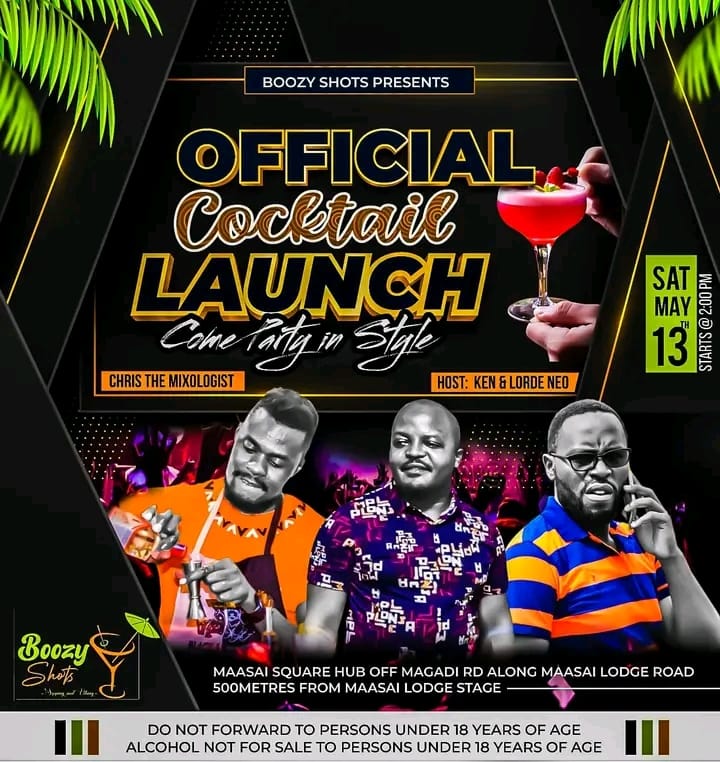 BOOZY SHOTS PRESENTS
OFFICIAL
Cocktail
LAUNCH
Come Party in Style
SAT
MAY
13TH
STARTS @ 2:00 PM
CHRIS THE MIXOLOGIST
HOST: KEN & LORDE NEO
Boozy
Shots
MAASAI SQUARE HUB OFF MAGADI RD ALONG MAASAI LODGE ROAD
500METRES FROM MAASAI LODGE STAGE
DO NOT FORWARD TO PERSONS UNDER 18 YEARS OF AGE
ALCOHOL NOT FOR SALE TO PERSONS UNDER 18 YEARS OF AGE